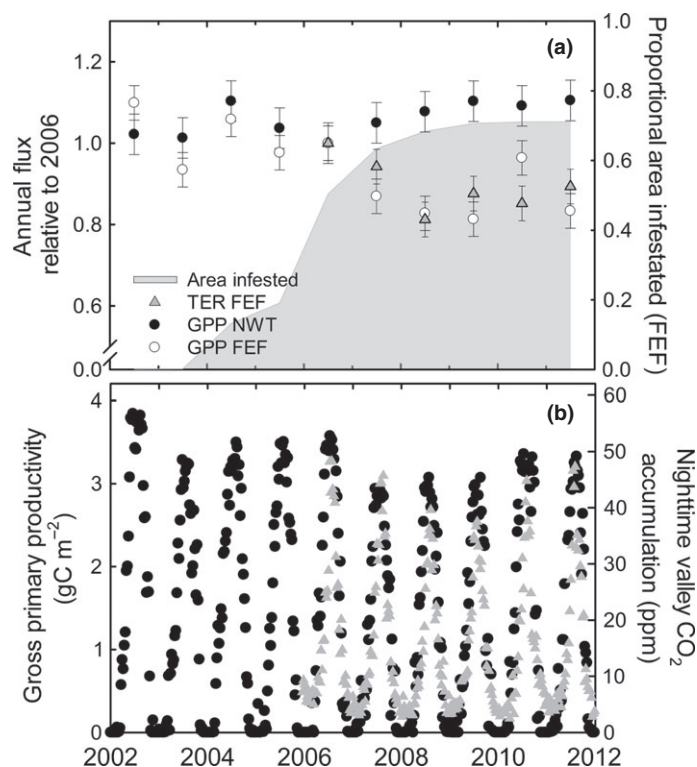 (a)
1.3
1.2
1.0
0.8
0.6
0.0
Annual flux
relative to 2006
1.0
0.8
0.6
0.4
0.2
0.0
Proportional area
infestated (FEF)
Area infested
TER FEF
GPP NWT
GPP FEF
(b)
4
3
2
1
0
Gross primary productivity
(gC m⁻²)
60
50
40
30
20
10
0
Nighttime valley CO₂
accumulation (ppm)
2002 2004 2006 2008 2010 2012